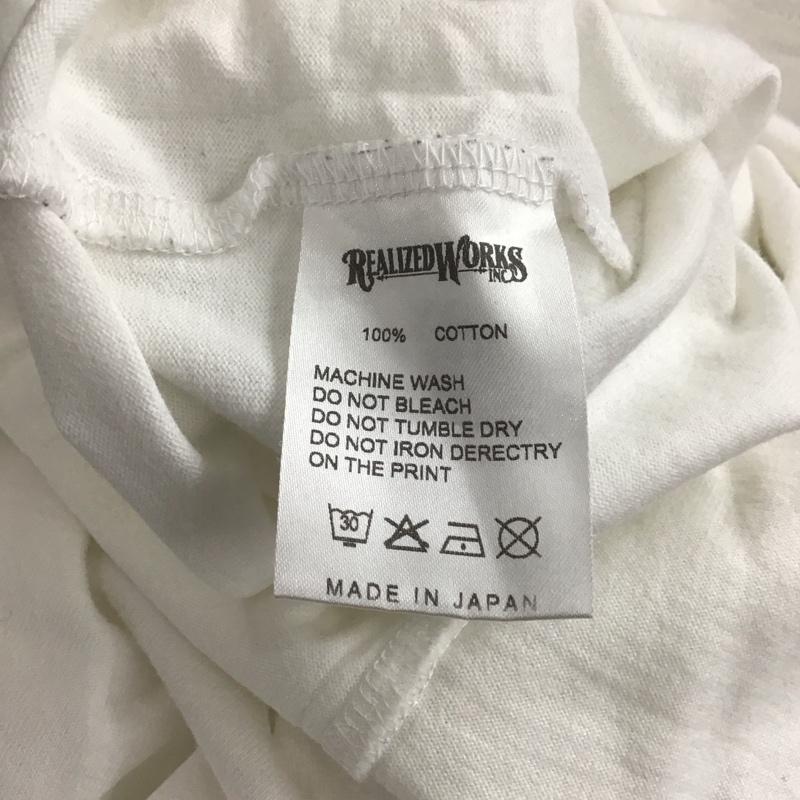 REALIZEDWORKS
INC
100% COTTON
MACHINE WASH
DO NOT BLEACH
DO NOT TUMBLE DRY
DO NOT IRON DERECTRY
ON THE PRINT
30
MADE IN JAPAN